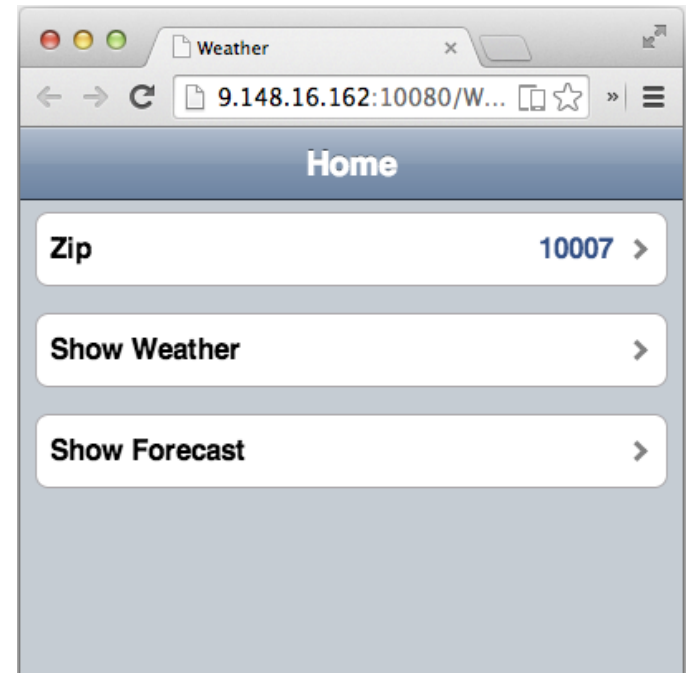 Weather
9.148.16.162:10080/W...
Home
Zip 10007
Show Weather
Show Forecast